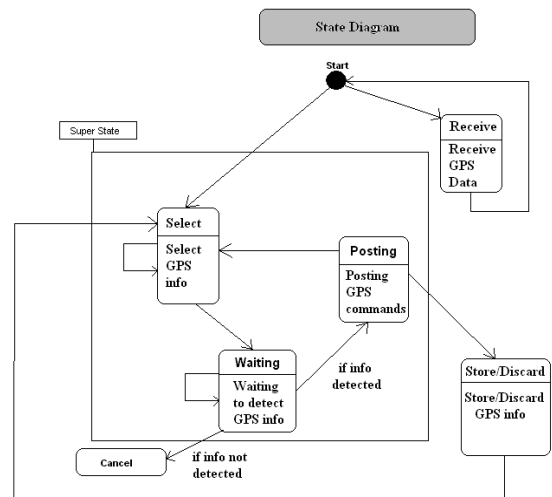 State Diagram
Start
Super State
Receive
Receive
GPS
Data
Select
Select
GPS
info
Posting
Posting
GPS
commands
Waiting
Waiting
to detect
GPS info
if info
detected
Store/Discard
Store/Discard
GPS info
Cancel
if info not
detected